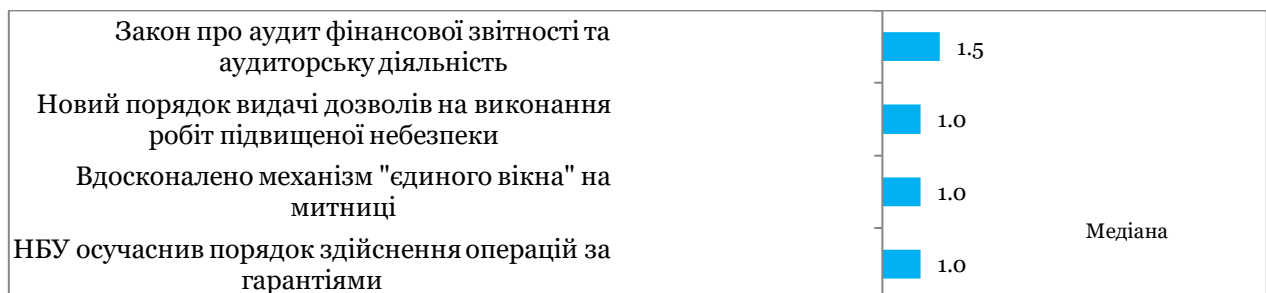 Закон про аудит фінансової звітності та
аудиторську діяльність
1.5
Новий порядок видачі дозволів на виконання
робіт підвищеної небезпеки
1.0
Вдосконалено механізм "єдиного вікна" на
митниці
1.0
Медіана
НБУ осучаснив порядок здійснення операцій за
гарантіями
1.0